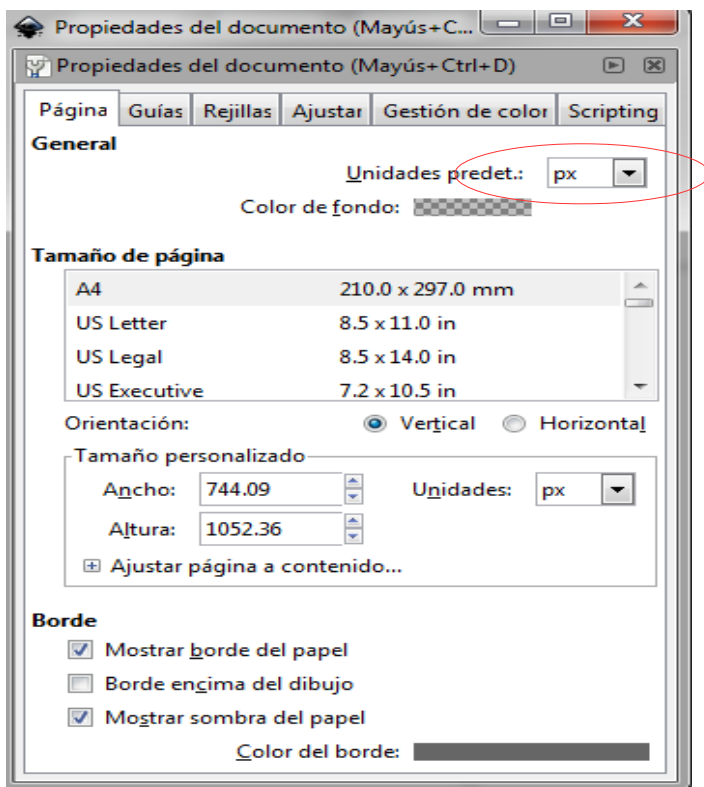 Propiedades del documento (Mayús+C...
Propiedades del documento (Mayús+Ctrl+D)
Página Guías Rejillas Ajustar Gestión de color Scripting
General
Unidades predet.: px
Color de fondo:
Tamaño de página
A4 210.0 x 297.0 mm
US Letter 8.5 x 11.0 in
US Legal 8.5 x 14.0 in
US Executive 7.2 x 10.5 in
Orientación: Vertical Horizontal
Tamaño personalizado
Ancho: 744.09 Unidades: px
Altura: 1052.36
Ajustar página a contenido...
Borde
Mostrar borde del papel
Borde encima del dibujo
Mostrar sombra del papel
Color del borde: